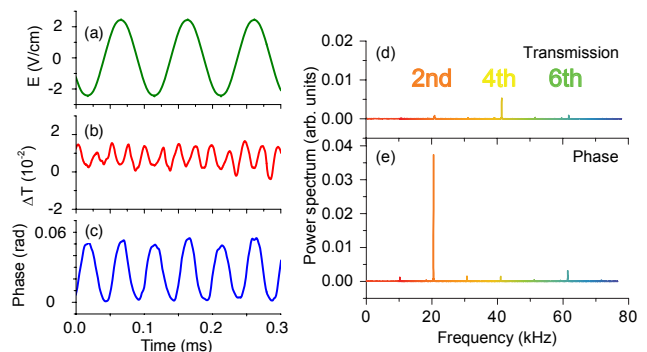 (a)
E (V/cm)
2
0
-2
(b)
ΔT (10⁻²)
2
0
-2
(c)
Phase (rad)
0.06
0
0.0 0.1 0.2 0.3
Time (ms)
(d) Transmission
2nd 4th 6th
0.02
0.01
0.00
Power spectrum (arb. units)
(e) Phase
0.04
0.03
0.02
0.01
0.00
0 20 40 60 80
Frequency (kHz)